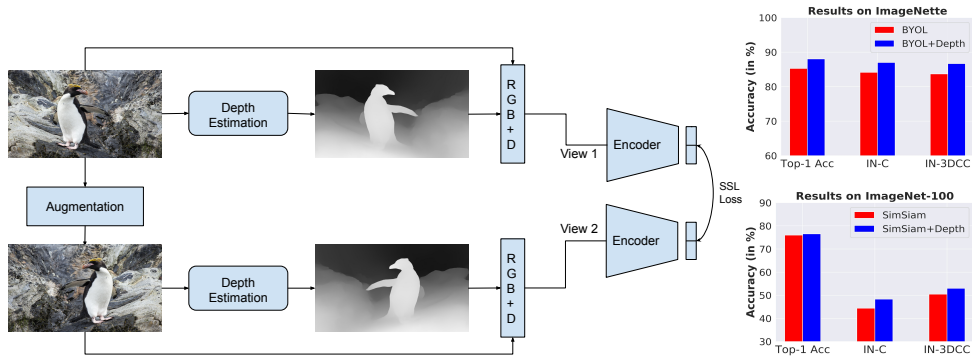 Depth
Estimation
R
G
B
+
D
View 1
Encoder
Augmentation
SSL
Loss
View 2
Encoder
Depth
Estimation
R
G
B
+
D
Results on ImageNette
100
90
80
70
60
Accuracy (in %)
BYOL
BYOL+Depth
Top-1 Acc
IN-C
IN-3DCC
Results on ImageNet-100
90
80
70
60
50
40
30
Accuracy (in %)
SimSiam
SimSiam+Depth
Top-1 Acc
IN-C
IN-3DCC